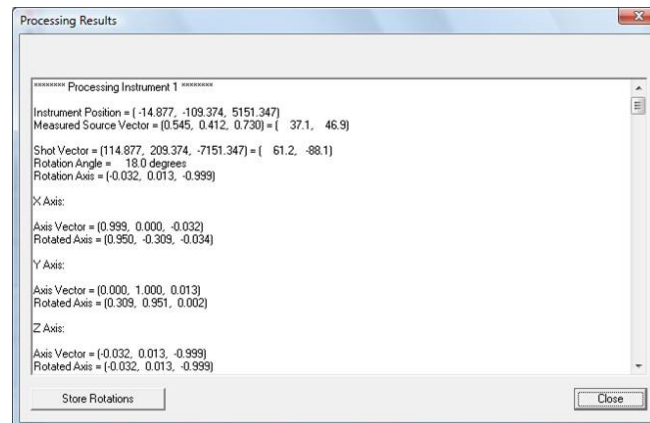 Processing Results
******** Processing Instrument 1 ********
Instrument Position = ( -14.877, -109.374, 5151.347)
Measured Source Vector = (0.545, 0.412, 0.730) = ( 37.1, 46.9)
Shot Vector = (114.877, 209.374, -7151.347) = ( 61.2, -88.1)
Rotation Angle = 18.0 degrees
Rotation Axis = (-0.032, 0.013, -0.999)
X Axis:
Axis Vector = (0.999, 0.000, -0.032)
Rotated Axis = (0.950, -0.309, -0.034)
Y Axis:
Axis Vector = (0.000, 1.000, 0.013)
Rotated Axis = (0.309, 0.951, 0.002)
Z Axis:
Axis Vector = (-0.032, 0.013, -0.999)
Rotated Axis = (-0.032, 0.013, -0.999)
Store Rotations
Close